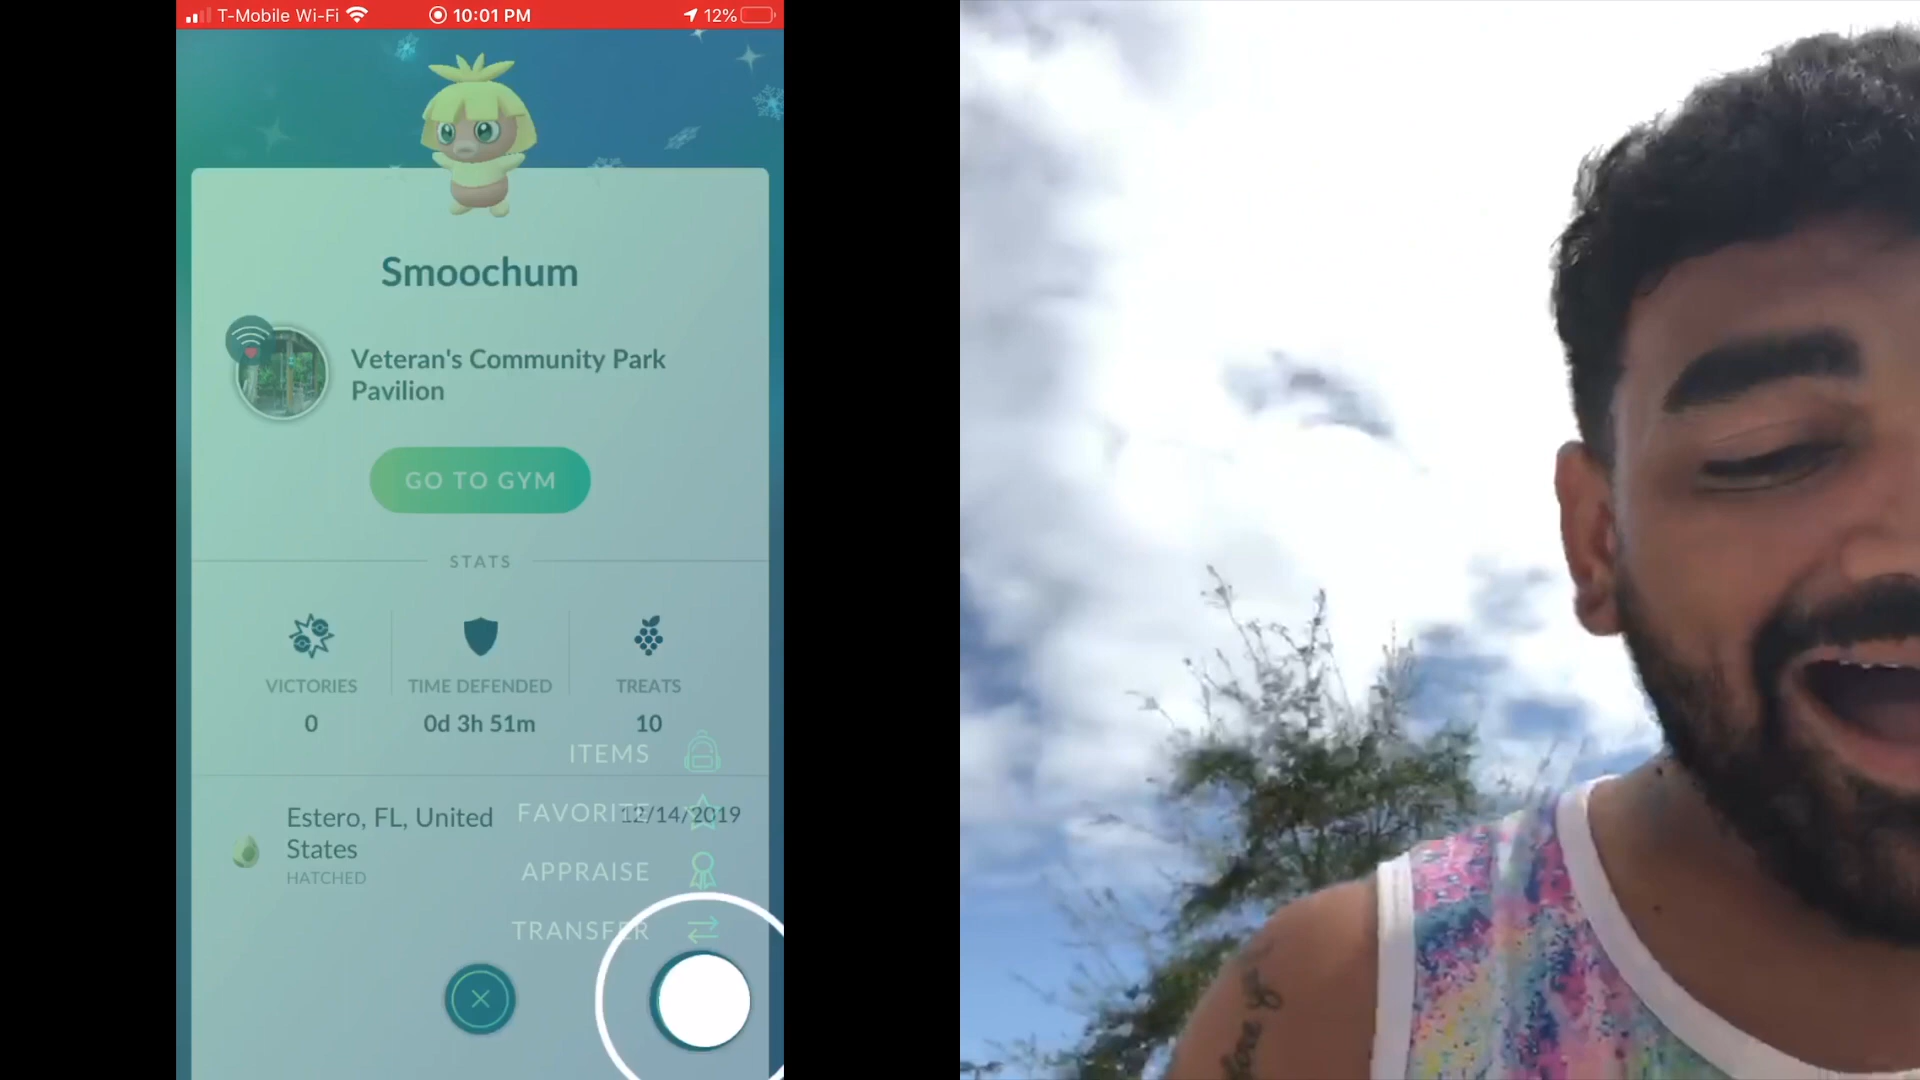 T-Mobile Wi-Fi 10:01 PM 12%
Smoochum
Veteran's Community Park
Pavilion
GO TO GYM
STATS
VICTORIES TIME DEFENDED TREATS
0 0d 3h 51m 10
ITEMS
Estero, FL, United FAVORITE 12/14/2019
States
HATCHED
APPRAISE
TRANSFER